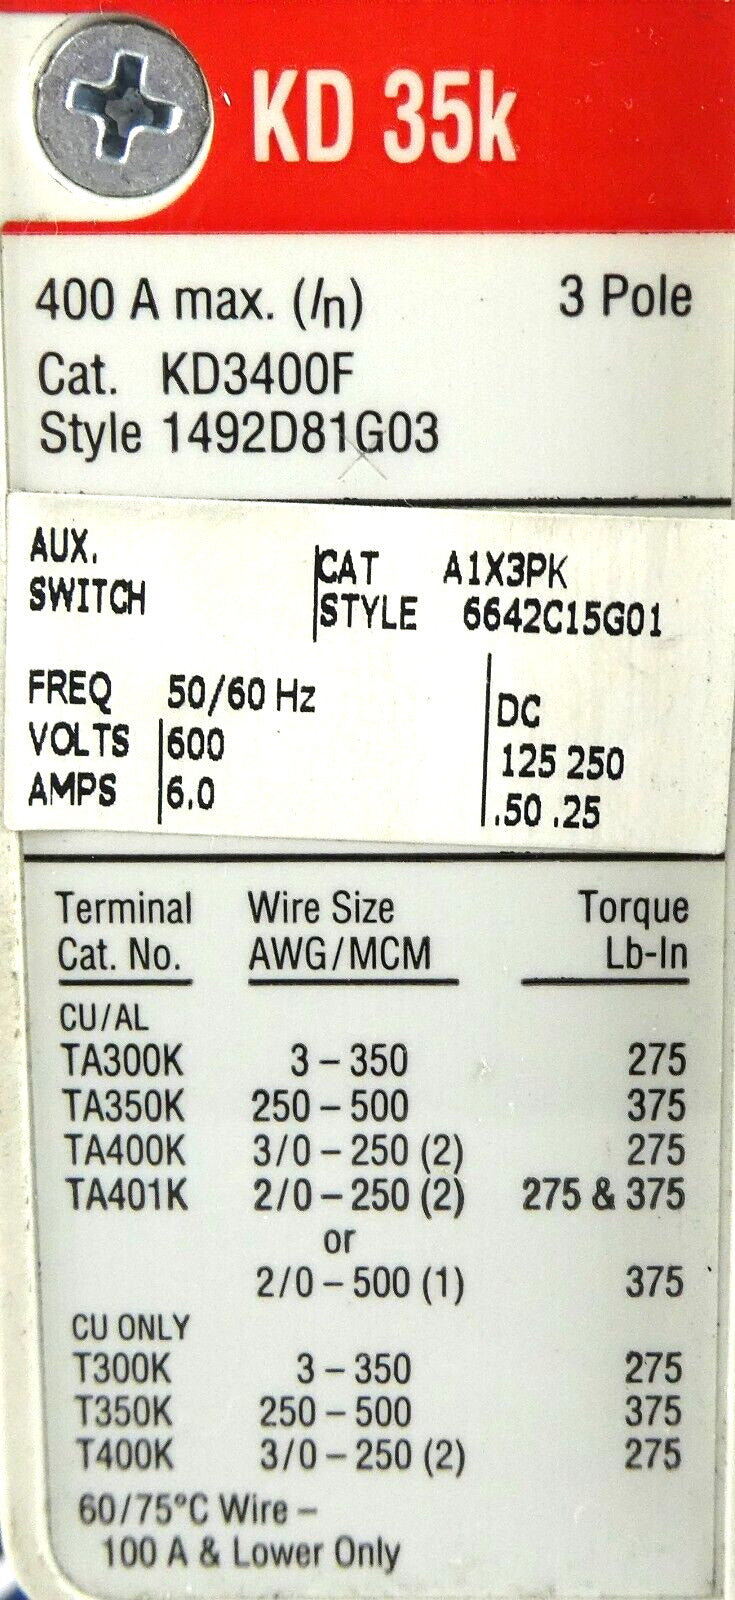 KD 35k
400 A max. (In) 3 Pole
Cat. KD3400F
Style 1492D81G03
AUX. SWITCH CAT A1X3PK
STYLE 6642C15G01
FREQ 50/60 Hz DC
VOLTS 600 125 250
AMPS 6.0 .50 .25
Terminal Wire Size Torque
Cat. No. AWG/MCM Lb-In
CU/AL
TA300K 3 – 350 275
TA350K 250 – 500 375
TA400K 3/0 – 250 (2) 275
TA401K 2/0 – 250 (2) 275 & 375
or
2/0 – 500 (1) 375
CU ONLY
T300K 3 – 350 275
T350K 250 – 500 375
T400K 3/0 – 250 (2) 275
60/75°C Wire –
100 A & Lower Only